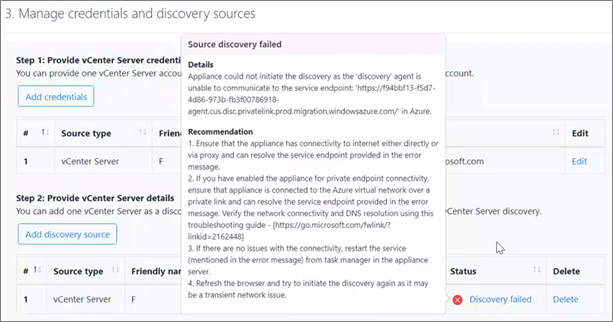 3. Manage credentials and discovery sources
Source discovery failed
Step 1: Provide vCenter Server credenti
You can provide one vCenter Server accou
account.
Add credentials
Details
Appliance could not initiate the discovery as the 'discovery' agent is
unable to communicate to the service endpoint: 'https://f94bbf13-f5d7-
4d86-973b-fb3f00786918-
agent.cus.disc.privatelink.prod.migration.windowsazure.com/' in Azure.
Recommendation
1. Ensure that the appliance has connectivity to internet either directly or
via proxy and can resolve the service endpoint provided in the error
message.
2. If you have enabled the appliance for private endpoint connectivity,
ensure that appliance is connected to the Azure virtual network over a
private link and can resolve the service endpoint provided in the error
message. Verify the network connectivity and DNS resolution using this
troubleshooting guide - [https://go.microsoft.com/fwlink/?
linkid=2162448]
3. If there are no issues with the connectivity, restart the service
(mentioned in the error message) from task manager in the appliance
server.
4. Refresh the browser and try to initiate the discovery again as it may
be a transient network issue.
# Source type Friend Edit
1 vCenter Server F osoft.com Edit
Step 2: Provide vCenter Server details
You can add one vCenter Server as a disco
Center Server discovery.
Add discovery source
# Source type Friendly nam Status Delete
1 vCenter Server F Discovery failed Delete